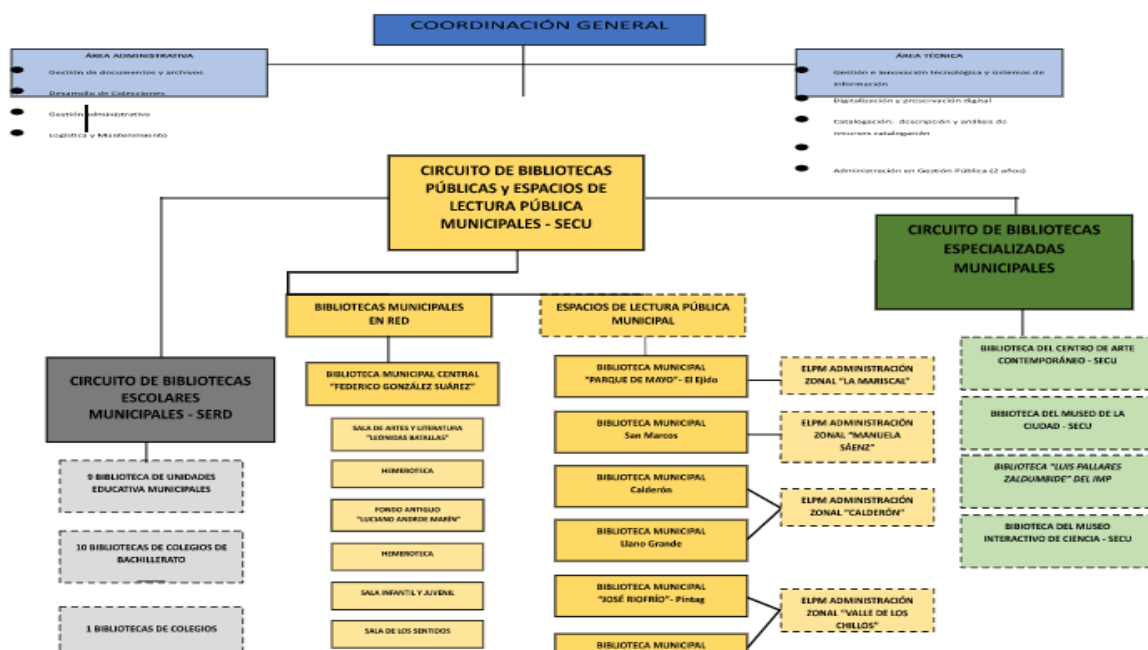 COORDINACIÓN GENERAL
ÁREA ADMINISTRATIVA
Gestión de documentos y archivos
Desarrollo de Colecciones
Gestión administrativa
Logística y Mantenimiento
ÁREA TÉCNICA
Gestión e innovación tecnológica y sistemas de
información
Digitalización y preservación digital
Catalogación: descripción y análisis de
recursos catalogación
Administración en Gestión Pública (2 años)
CIRCUITO DE BIBLIOTECAS
PÚBLICAS y ESPACIOS DE
LECTURA PÚBLICA
MUNICIPALES - SECU
CIRCUITO DE BIBLIOTECAS
ESPECIALIZADAS
MUNICIPALES
CIRCUITO DE BIBLIOTECAS
ESCOLARES
MUNICIPALES - SERD
9 BIBLIOTECA DE UNIDADES
EDUCATIVA MUNICIPALES
10 BIBLIOTECAS DE COLEGIOS DE
BACHILLERATO
1 BIBLIOTECAS DE COLEGIOS
BIBLIOTECAS MUNICIPALES
EN RED
BIBLIOTECA MUNICIPAL CENTRAL
"FEDERICO GONZÁLEZ SUÁREZ"
SALA DE ARTES Y LITERATURA
"LEONIDAS BATALLAS"
HEMEROTECA
FONDO ANTIGUO
"LUCIANO ANDRDE MARÍN"
HEMEROTECA
SALA INFANTIL Y JUVENIL
SALA DE LOS SENTIDOS
ESPACIOS DE LECTURA PÚBLICA
MUNICIPAL
BIBLIOTECA MUNICIPAL
"PARQUE DE MAYO"- El Ejido
BIBLIOTECA MUNICIPAL
San Marcos
BIBLIOTECA MUNICIPAL
Calderón
BIBLIOTECA MUNICIPAL
Llano Grande
BIBLIOTECA MUNICIPAL
"JOSÉ RIOFRÍO"- Pintag
BIBLIOTECA MUNICIPAL
ELPM ADMINISTRACIÓN
ZONAL "LA MARISCAL"
ELPM ADMINISTRACIÓN
ZONAL "MANUELA
SÁENZ"
ELPM ADMINISTRACIÓN
ZONAL "CALDERÓN"
ELPM ADMINISTRACIÓN
ZONAL "VALLE DE LOS
CHILLOS"
BIBLIOTECA DEL CENTRO DE ARTE
CONTEMPORÁNEO - SECU
BIBIOTECA DEL MUSEO DE LA
CIUDAD - SECU
BIBLIOTECA "LUIS PALLARES
ZALDUMBIDE" DEL IMP
BIBIOTECA DEL MUSEO
INTERACTIVO DE CIENCIA - SECU